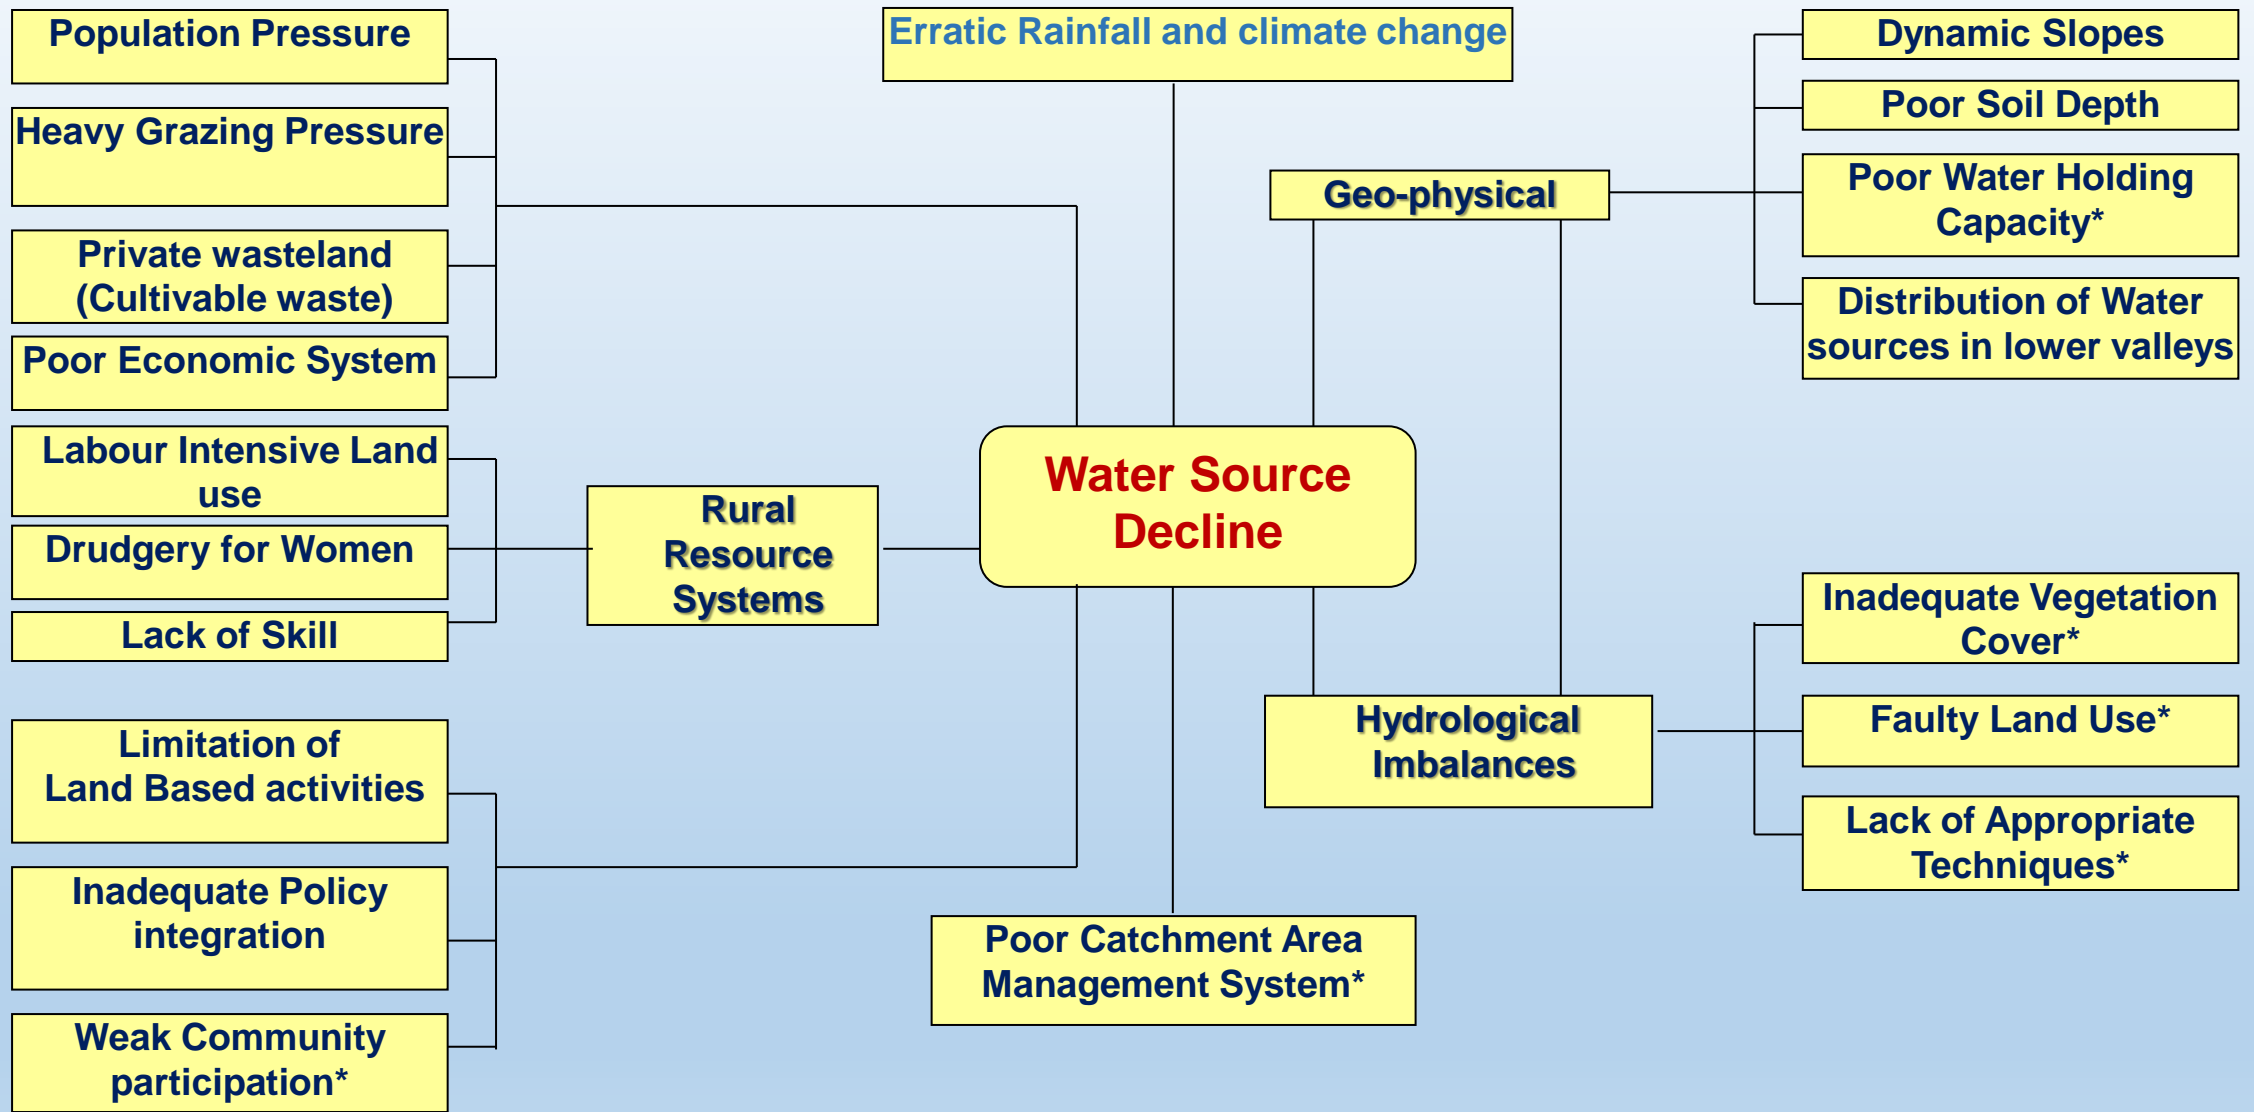 Population Pressure
Heavy Grazing Pressure
Private wasteland
(Cultivable waste)
Poor Economic System
Labour Intensive Land
use
Drudgery for Women
Lack of Skill
Limitation of
Land Based activities
Inadequate Policy
integration
Weak Community
participation*
Erratic Rainfall and climate change
Rural
Resource
Systems
Water Source
Decline
Poor Catchment Area
Management System*
Geo-physical
Hydrological
Imbalances
Dynamic Slopes
Poor Soil Depth
Poor Water Holding
Capacity*
Distribution of Water
sources in lower valleys
Inadequate Vegetation
Cover*
Faulty Land Use*
Lack of Appropriate
Techniques*